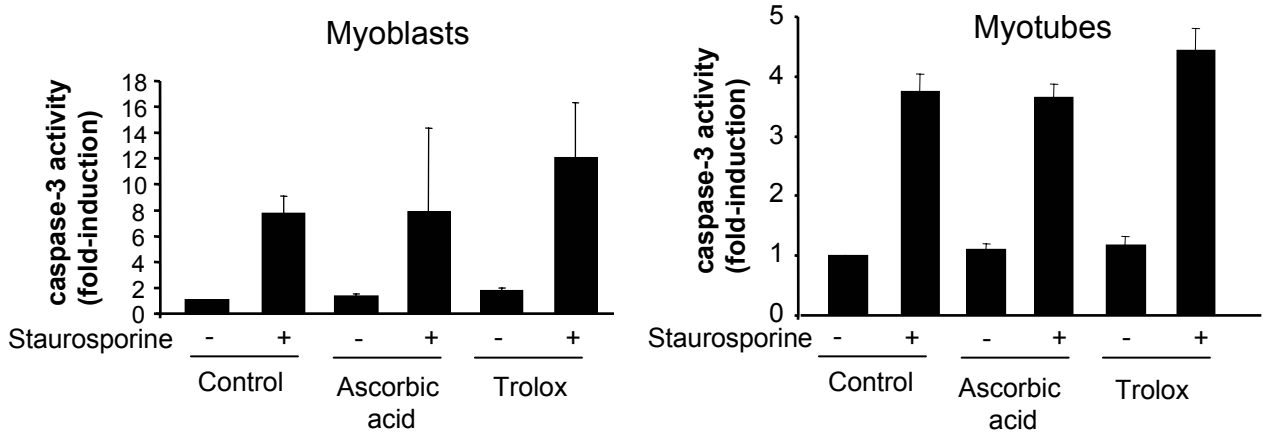 Myoblasts
caspase-3 activity
(fold-induction)
18
16
14
12
10
8
6
4
2
0
Staurosporine - + - + - +
Control Ascorbic Trolox
acid
Myotubes
caspase-3 activity
(fold-induction)
5
4
3
2
1
0
Staurosporine - + - + - +
Control Ascorbic Trolox
acid